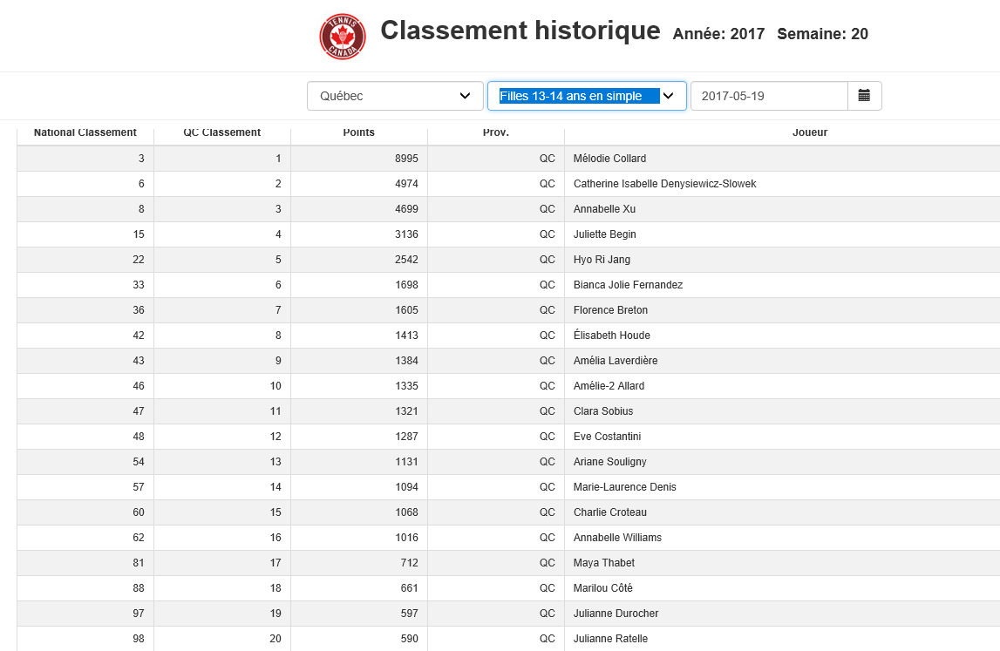 TENNIS CANADA
Classement historique Année: 2017 Semaine: 20
Québec Filles 13-14 ans en simple 2017-05-19
National Classement QC Classement Points Prov. Joueur
3 1 8995 QC Mélodie Collard
6 2 4974 QC Catherine Isabelle Denysiewicz-Slowek
8 3 4699 QC Annabelle Xu
15 4 3136 QC Juliette Begin
22 5 2542 QC Hyo Ri Jang
33 6 1698 QC Bianca Jolie Fernandez
36 7 1605 QC Florence Breton
42 8 1413 QC Élisabeth Houde
43 9 1384 QC Amélia Laverdière
46 10 1335 QC Amélie-2 Allard
47 11 1321 QC Clara Sobius
48 12 1287 QC Eve Costantini
54 13 1131 QC Ariane Souligny
57 14 1094 QC Marie-Laurence Denis
60 15 1068 QC Charlie Croteau
62 16 1016 QC Annabelle Williams
81 17 712 QC Maya Thabet
88 18 661 QC Marilou Côté
97 19 597 QC Julianne Durocher
98 20 590 QC Julianne Ratelle